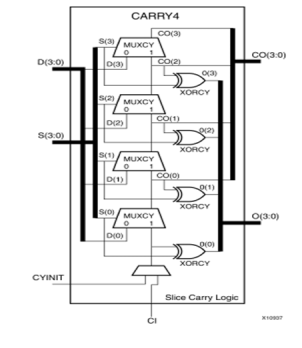 CARRY4
S(3)
CO(3)
MUXCY
0 1
CO(3:0)
D(3:0)
D(3)
CO(2)
O(3)
XORCY
S(2)
MUXCY
0 1
D(2)
CO(1)
O(2)
S(3:0)
XORCY
S(1)
MUXCY
0 1
D(1)
CO(0)
O(1)
XORCY
S(0)
MUXCY
0 1
O(3:0)
D(0)
O(0)
XORCY
CYINIT
Slice Carry Logic
CI
X10937